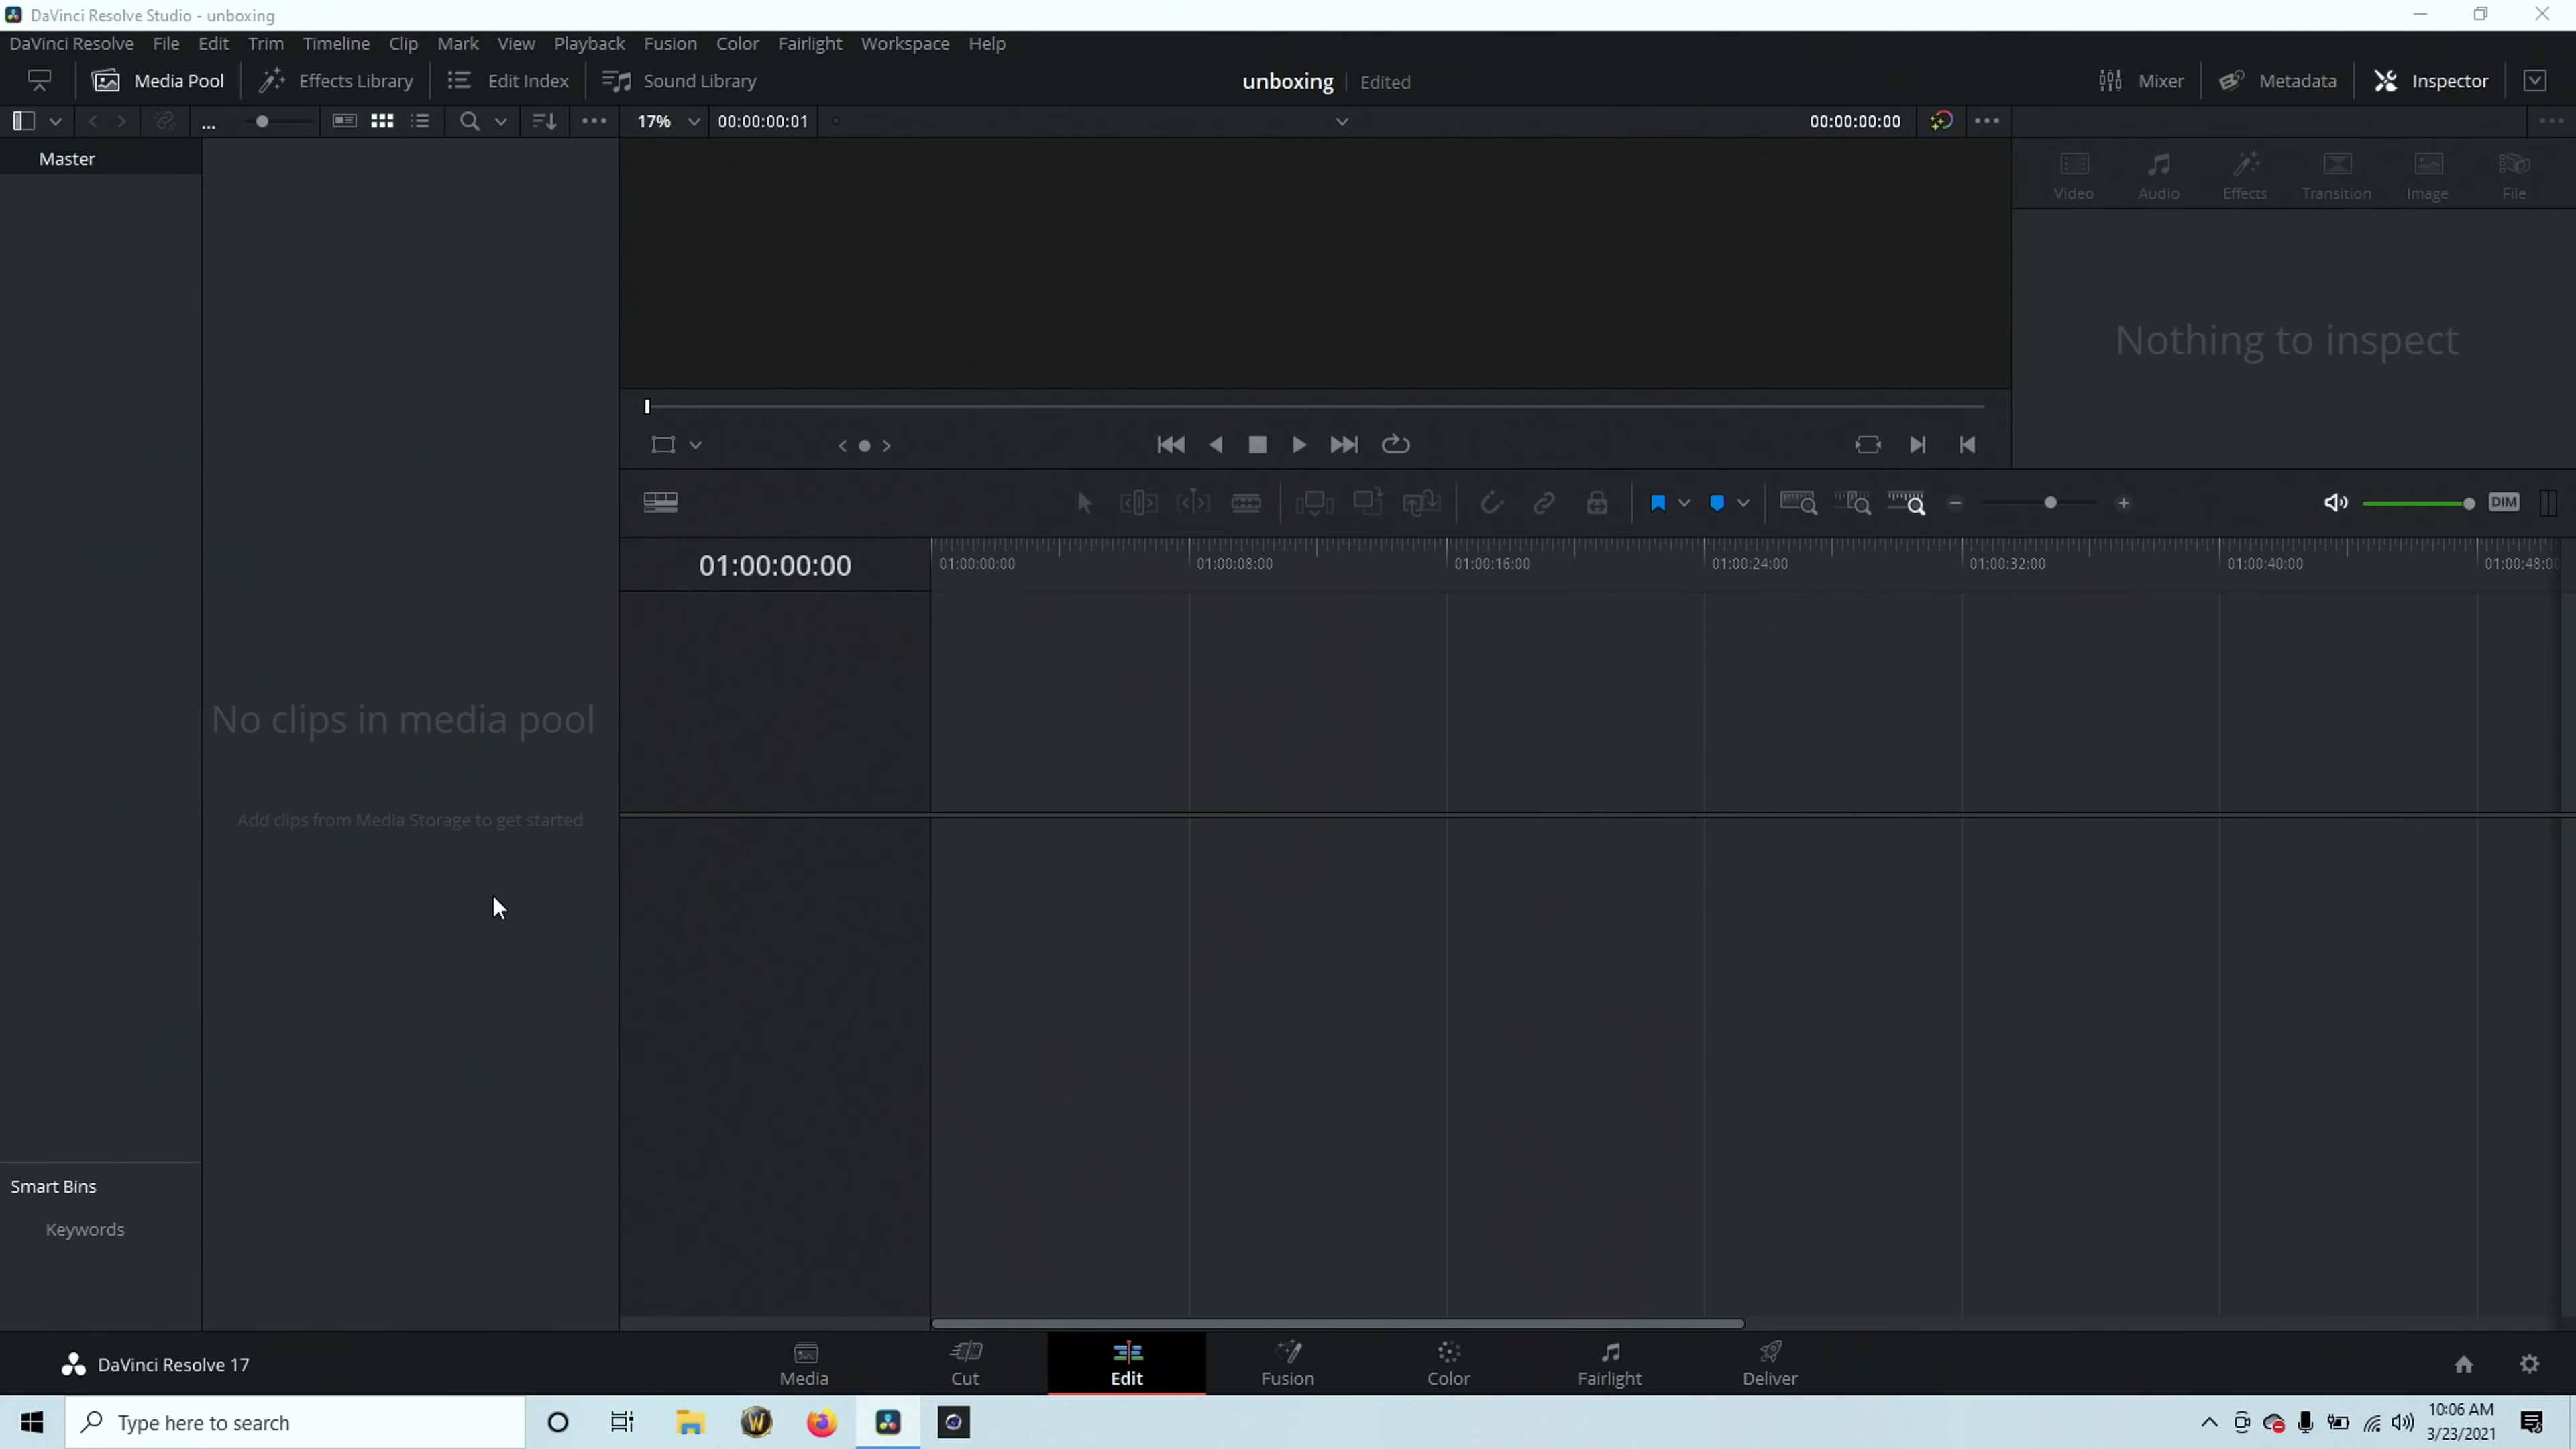 DaVinci Resolve Studio - unboxing
DaVinci Resolve File Edit Trim Timeline Clip Mark View Playback Fusion Color Fairlight Workspace Help
Media Pool Effects Library Edit Index Sound Library unboxing Edited Mixer Metadata Inspector
... 17% 00:00:00:01 00:00:00:00
Master
Video Audio Effects Transition Image File
Nothing to inspect
DIM
01:00:00:00 01:00:00:00 01:00:08:00 01:00:16:00 01:00:24:00 01:00:32:00 01:00:40:00 01:00:48:00
No clips in media pool
Add clips from Media Storage to get started
Smart Bins
Keywords
DaVinci Resolve 17 Media Cut Edit Fusion Color Fairlight Deliver
Type here to search W 10:06 AM
3/23/2021